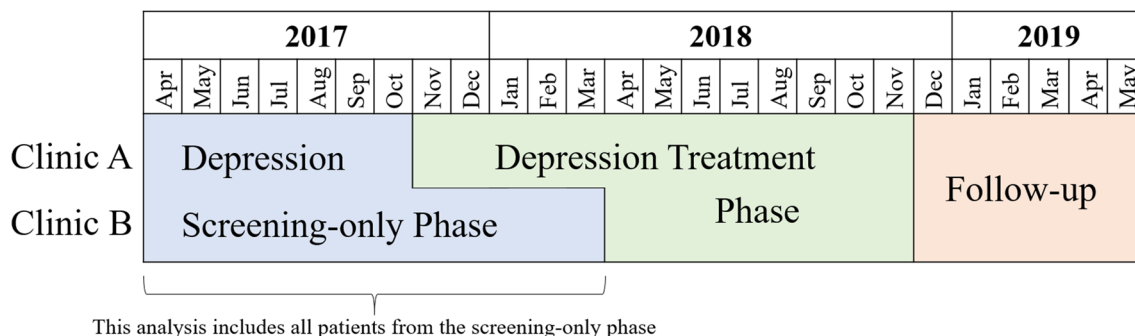 2017 2018 2019
Apr May Jun Jul Aug Sep Oct Nov Dec Jan Feb Mar Apr May Jun Jul Aug Sep Oct Nov Dec Jan Feb Mar Apr May
Clinic A Depression Depression Treatment
Follow-up
Clinic B Screening-only Phase Phase
This analysis includes all patients from the screening-only phase